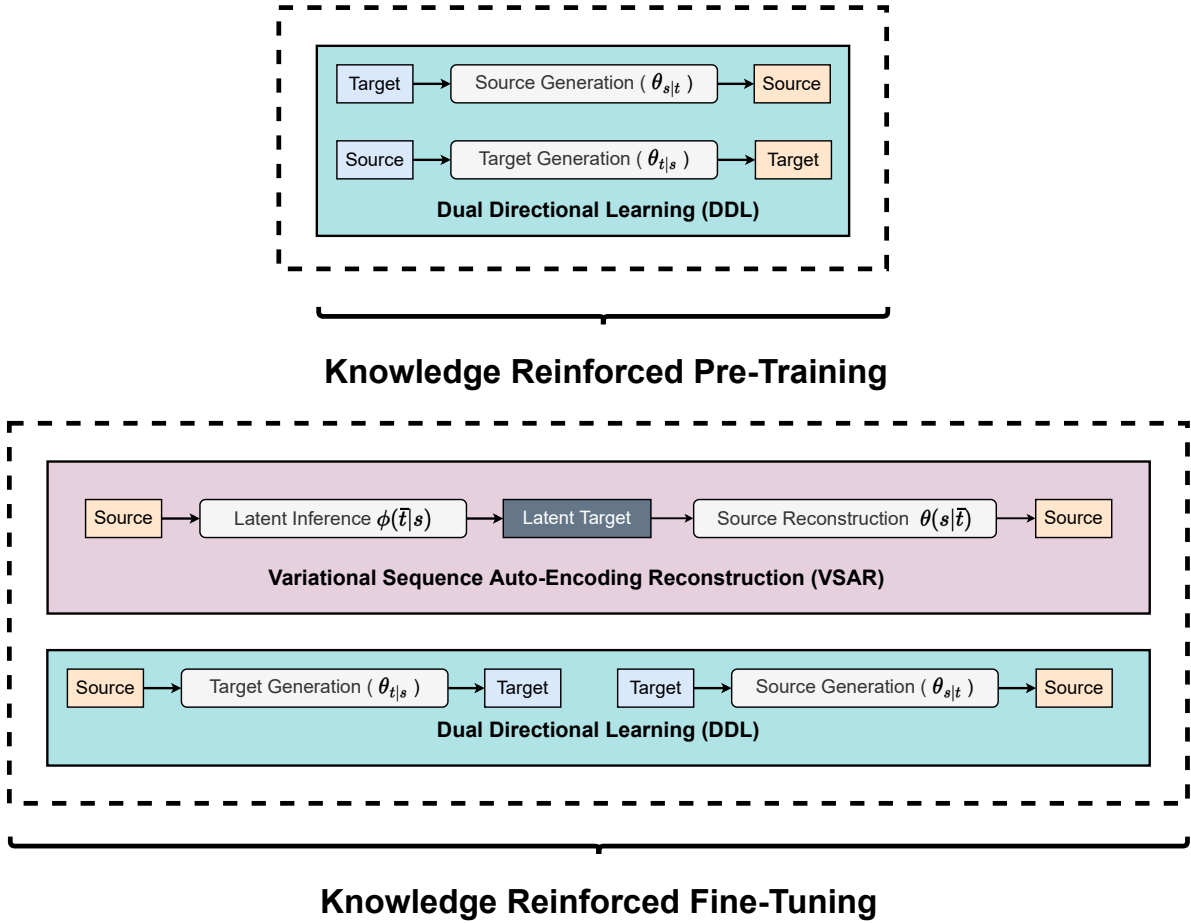 Target Source Generation ( θs|t ) Source
Source Target Generation ( θt|s ) Target
Dual Directional Learning (DDL)
Knowledge Reinforced Pre-Training
Source Latent Inference ϕ(t̄|s) Latent Target Source Reconstruction θ(s|t̄) Source
Variational Sequence Auto-Encoding Reconstruction (VSAR)
Source Target Generation ( θt|s ) Target Target Source Generation ( θs|t ) Source
Dual Directional Learning (DDL)
Knowledge Reinforced Fine-Tuning